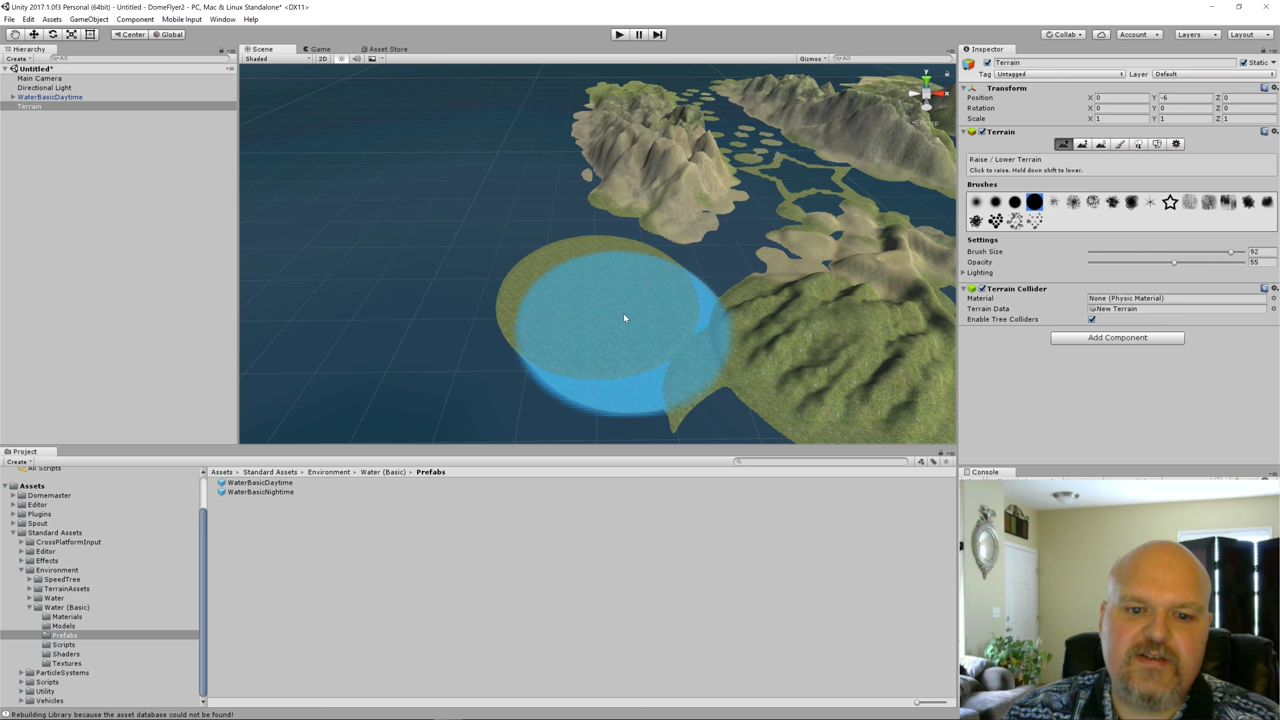 Unity 2017.1.0f3 Personal (64bit) - Untitled - DomeFlyer2 - PC, Mac & Linux Standalone* <DX11>
File Edit Assets GameObject Component Mobile Input Window Help
Center Global Collab Account Layers Layout
Hierarchy Scene Game Asset Store Inspector
Create All Shaded 2D Gizmos All
Untitled*
Main Camera
Directional Light
WaterBasicDaytime
Terrain
y
x
Persp
Terrain Static
Tag Untagged Layer Default
Transform
Position X 0 Y -6 Z 0
Rotation X 0 Y 0 Z 0
Scale X 1 Y 1 Z 1
Terrain
Raise / Lower Terrain
Click to raise. Hold down shift to lower.
Brushes
Settings
Brush Size 92
Opacity 55
Lighting
Terrain Collider
Material None (Physic Material)
Terrain Data New Terrain
Enable Tree Colliders
Add Component
Project
Create
All Scripts
Assets
Domemaster
Editor
Plugins
Spout
Standard Assets
CrossPlatformInput
Editor
Effects
Environment
SpeedTree
TerrainAssets
Water
Water (Basic)
Materials
Models
Prefabs
Scripts
Shaders
Textures
ParticleSystems
Scripts
Utility
Vehicles
Assets Standard Assets Environment Water (Basic) Prefabs
WaterBasicDaytime
WaterBasicNightime
Console
Rebuilding Library because the asset database could not be found!